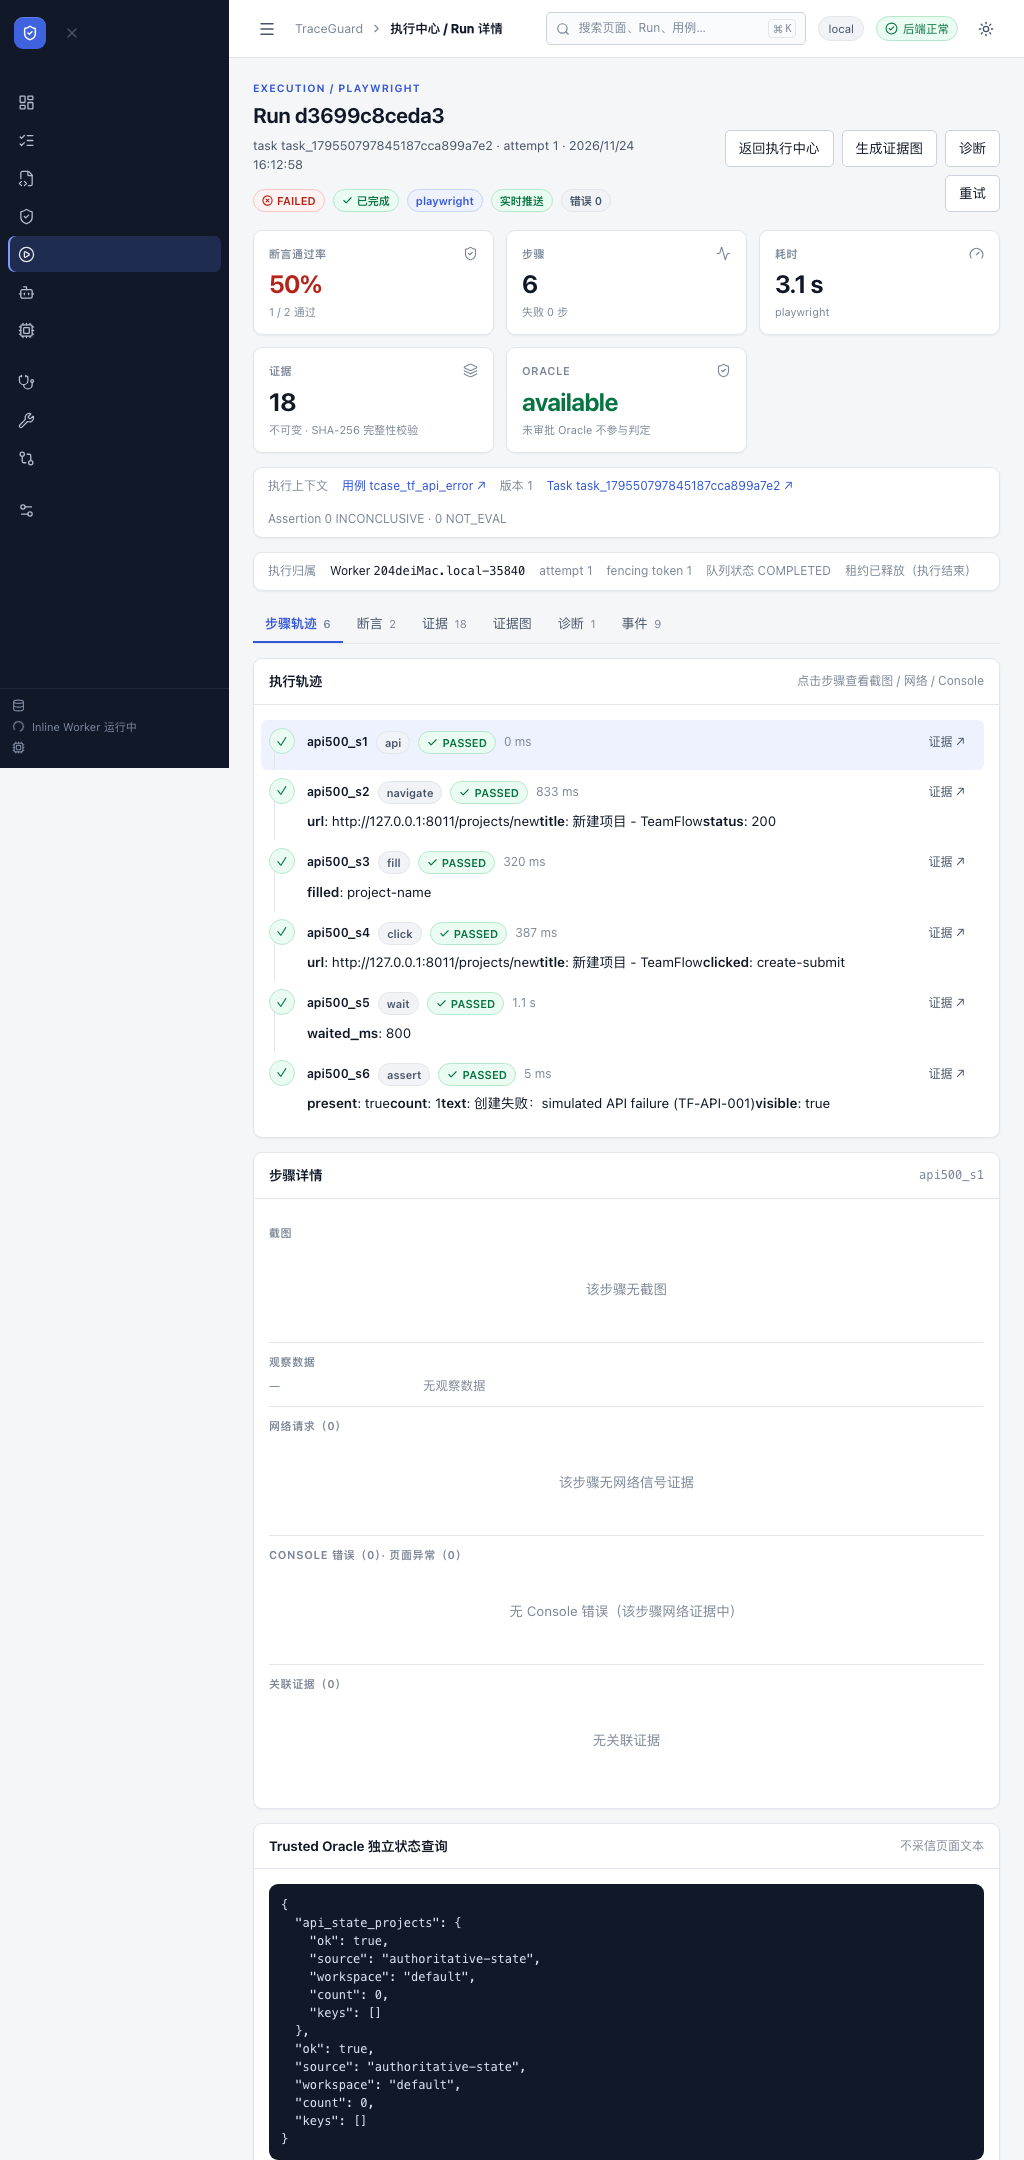 TraceGuard > 执行中心 / Run 详情
搜索页面、Run、用例...
⌘ K
local
后端正常
EXECUTION / PLAYWRIGHT
Run d3699c8ceda3
task task_179550797845187cca899a7e2 · attempt 1 · 2026/11/24
16:12:58
返回执行中心
生成证据图
诊断
重试
FAILED
已完成
playwright
实时推送
错误 0
断言通过率
50%
1 / 2 通过
步骤
6
失败 0 步
耗时
3.1 s
playwright
证据
18
不可变 · SHA-256 完整性校验
ORACLE
available
未审批 Oracle 不参与判定
执行上下文 用例 tcase_tf_api_error ↗ 版本 1 Task task_179550797845187cca899a7e2 ↗
Assertion 0 INCONCLUSIVE · 0 NOT_EVAL
执行归属 Worker 204deiMac.local-35840 attempt 1 fencing token 1 队列状态 COMPLETED 租约已释放（执行结束）
步骤轨迹 6 断言 2 证据 18 证据图 诊断 1 事件 9
执行轨迹
点击步骤查看截图 / 网络 / Console
api500_s1 api PASSED 0 ms 证据 ↗
api500_s2 navigate PASSED 833 ms 证据 ↗
url: http://127.0.0.1:8011/projects/newtitle: 新建项目 - TeamFlowstatus: 200
api500_s3 fill PASSED 320 ms 证据 ↗
filled: project-name
api500_s4 click PASSED 387 ms 证据 ↗
url: http://127.0.0.1:8011/projects/newtitle: 新建项目 - TeamFlowclicked: create-submit
api500_s5 wait PASSED 1.1 s 证据 ↗
waited_ms: 800
api500_s6 assert PASSED 5 ms 证据 ↗
present: truecount: 1text: 创建失败：simulated API failure (TF-API-001)visible: true
步骤详情
api500_s1
截图
该步骤无截图
观察数据
— 无观察数据
网络请求（0）
该步骤无网络信号证据
CONSOLE 错误（0）· 页面异常（0）
无 Console 错误（该步骤网络证据中）
关联证据（0）
无关联证据
Trusted Oracle 独立状态查询
不采信页面文本
{
"api_state_projects": {
"ok": true,
"source": "authoritative-state",
"workspace": "default",
"count": 0,
"keys": []
},
"ok": true,
"source": "authoritative-state",
"workspace": "default",
"count": 0,
"keys": []
}
Inline Worker 运行中